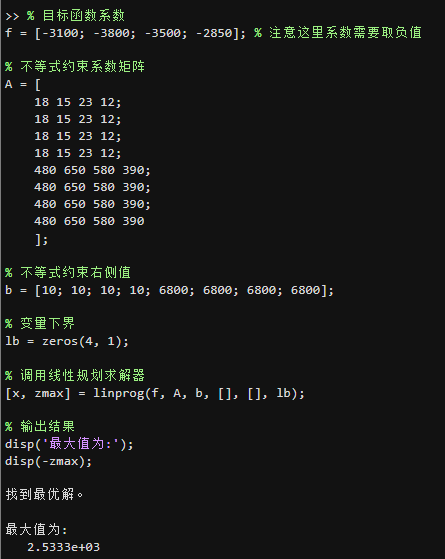 >> % 目标函数系数
f = [-3100; -3800; -3500; -2850]; % 注意这里系数需要取负值
% 不等式约束系数矩阵
A = [
18 15 23 12;
18 15 23 12;
18 15 23 12;
18 15 23 12;
480 650 580 390;
480 650 580 390;
480 650 580 390;
480 650 580 390
];
% 不等式约束右侧值
b = [10; 10; 10; 10; 6800; 6800; 6800; 6800];
% 变量下界
lb = zeros(4, 1);
% 调用线性规划求解器
[x, zmax] = linprog(f, A, b, [], [], lb);
% 输出结果
disp('最大值为:');
disp(-zmax);
找到最优解。
最大值为:
2.5333e+03